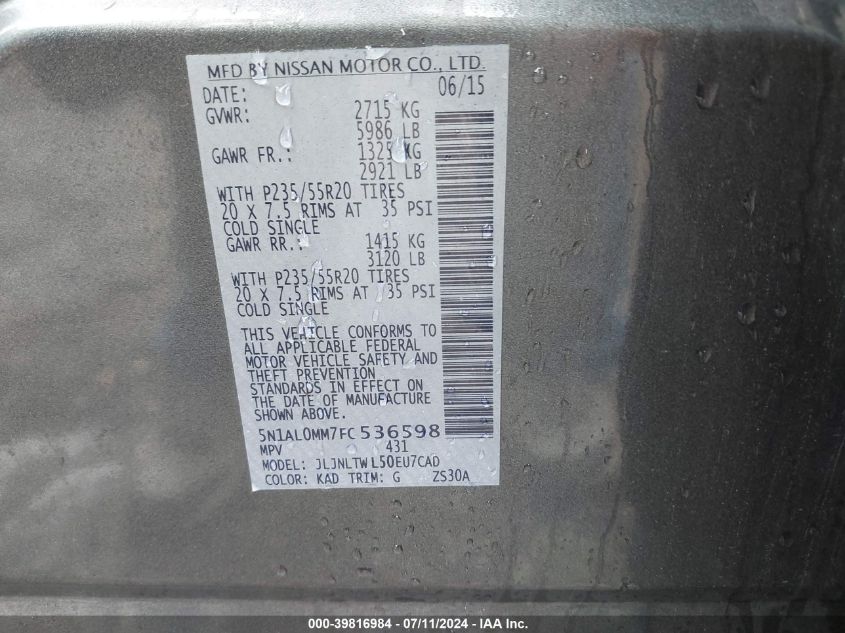 MFD BY NISSAN MOTOR CO., LTD.
DATE: 06/15
GVWR: 2715 KG
5986 LB
GAWR FR.: 1325 KG
2921 LB
WITH P235/55R20 TIRES
20 X 7.5 RIMS AT 35 PSI
COLD SINGLE
GAWR RR.: 1415 KG
3120 LB
WITH P235/55R20 TIRES
20 X 7.5 RIMS AT 35 PSI
COLD SINGLE
THIS VEHICLE CONFORMS TO
ALL APPLICABLE FEDERAL
MOTOR VEHICLE SAFETY AND
THEFT PREVENTION
STANDARDS IN EFFECT ON
THE DATE OF MANUFACTURE
SHOWN ABOVE.
5N1AL0MM7FC536598
MPV 431
MODEL: JLJNLTWL50EU7CAD
COLOR: KAD TRIM: G ZS30A
000-39816984 - 07/11/2024 - IAA Inc.